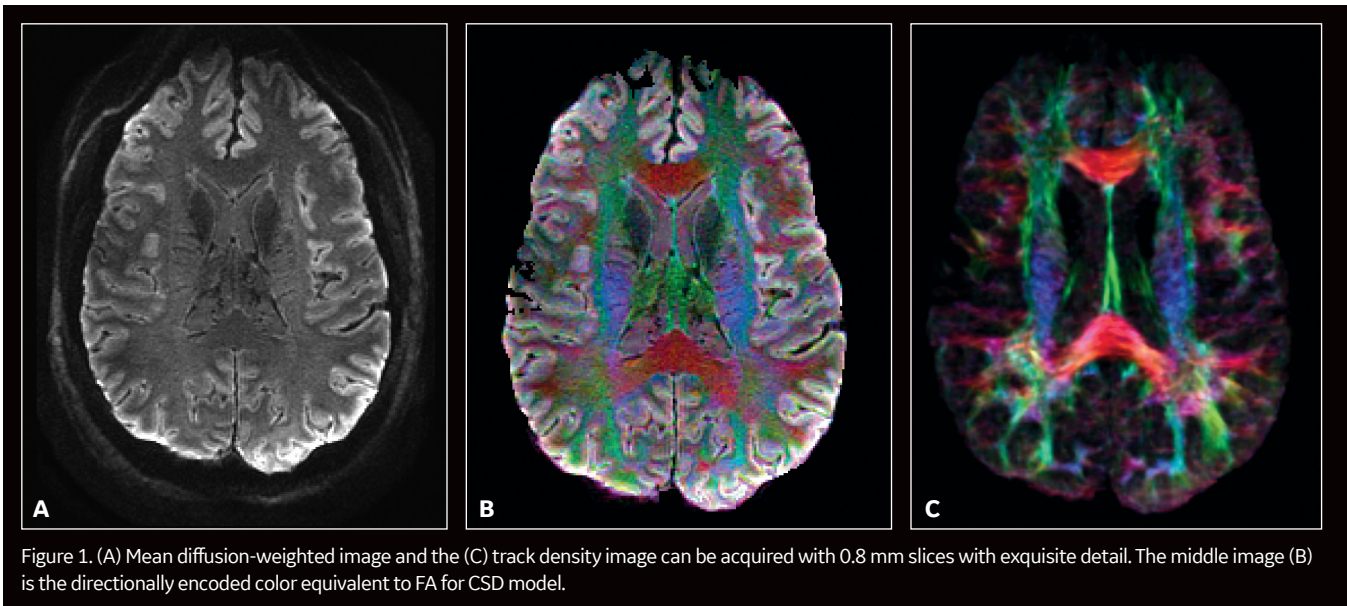 A
B
C
Figure 1. (A) Mean diffusion-weighted image and the (C) track density image can be acquired with 0.8 mm slices with exquisite detail. The middle image (B)
is the directionally encoded color equivalent to FA for CSD model.